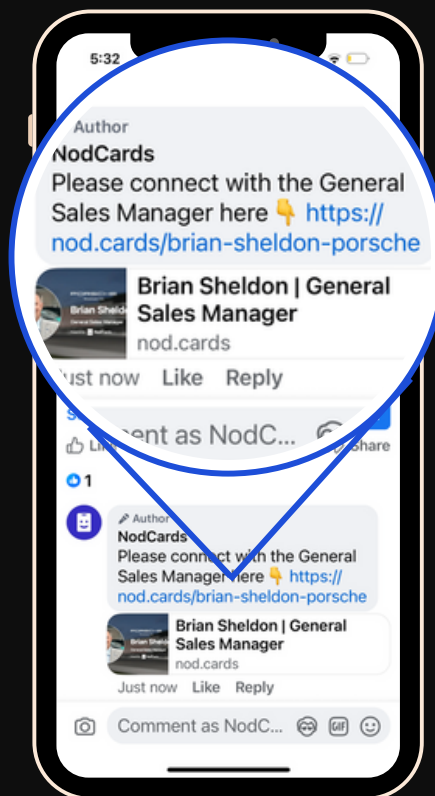 5:32
Author
NodCards
Please connect with the General
Sales Manager here 👇 https://
nod.cards/brian-sheldon-porsche
Brian Sheldon | General
Sales Manager
nod.cards
Just now Like Reply
Comment as NodC...
Share
1
Author
NodCards
Please connect with the General
Sales Manager here 👇 https://
nod.cards/brian-sheldon-porsche
Brian Sheldon | General
Sales Manager
nod.cards
Just now Like Reply
Comment as NodC... GIF